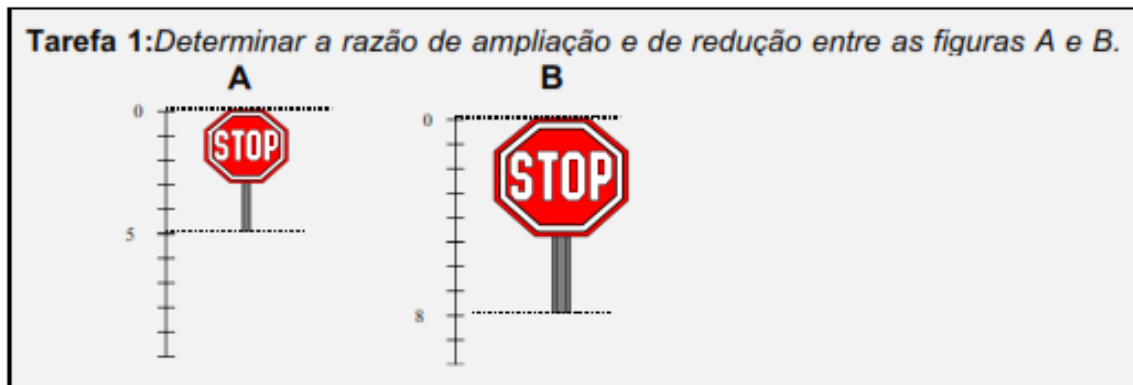 Tarefa 1:Determinar a razão de ampliação e de redução entre as figuras A e B.
A B
0 0
STOP STOP
5
8